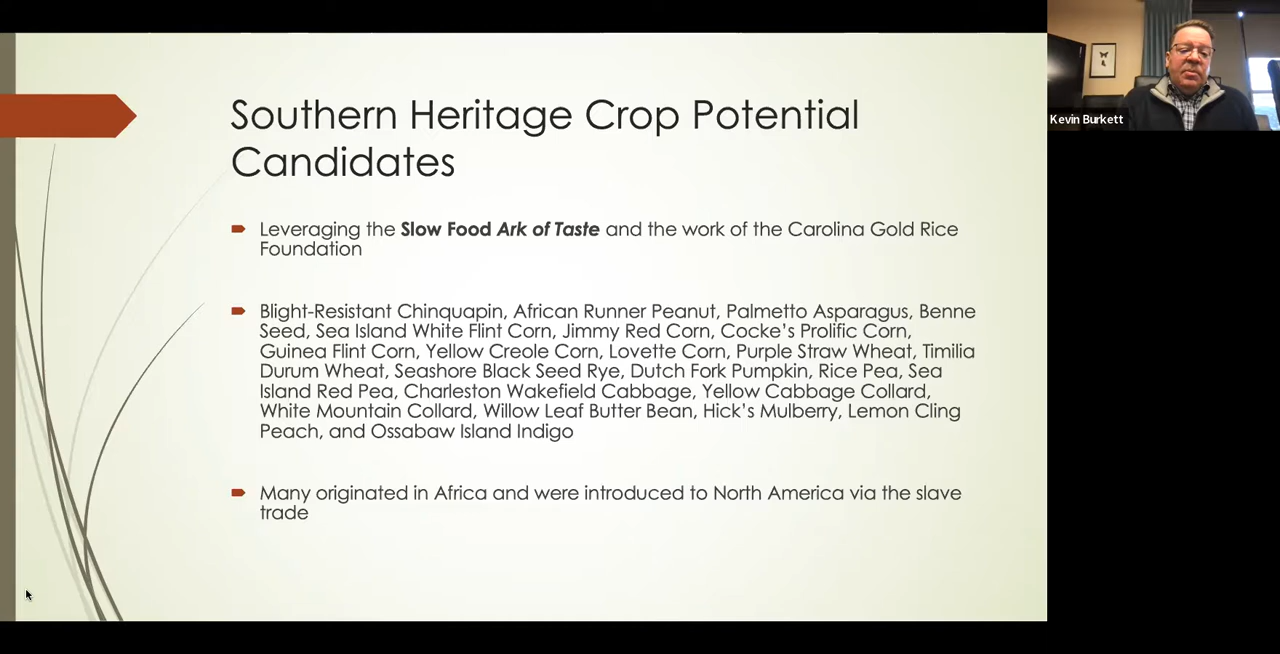 Southern Heritage Crop Potential
Candidates
Leveraging the Slow Food Ark of Taste and the work of the Carolina Gold Rice
Foundation
Blight-Resistant Chinquapin, African Runner Peanut, Palmetto Asparagus, Benne
Seed, Sea Island White Flint Corn, Jimmy Red Corn, Cocke's Prolific Corn,
Guinea Flint Corn, Yellow Creole Corn, Lovette Corn, Purple Straw Wheat, Timilia
Durum Wheat, Seashore Black Seed Rye, Dutch Fork Pumpkin, Rice Pea, Sea
Island Red Pea, Charleston Wakefield Cabbage, Yellow Cabbage Collard,
White Mountain Collard, Willow Leaf Butter Bean, Hick's Mulberry, Lemon Cling
Peach, and Ossabaw Island Indigo
Many originated in Africa and were introduced to North America via the slave
trade
Kevin Burkett